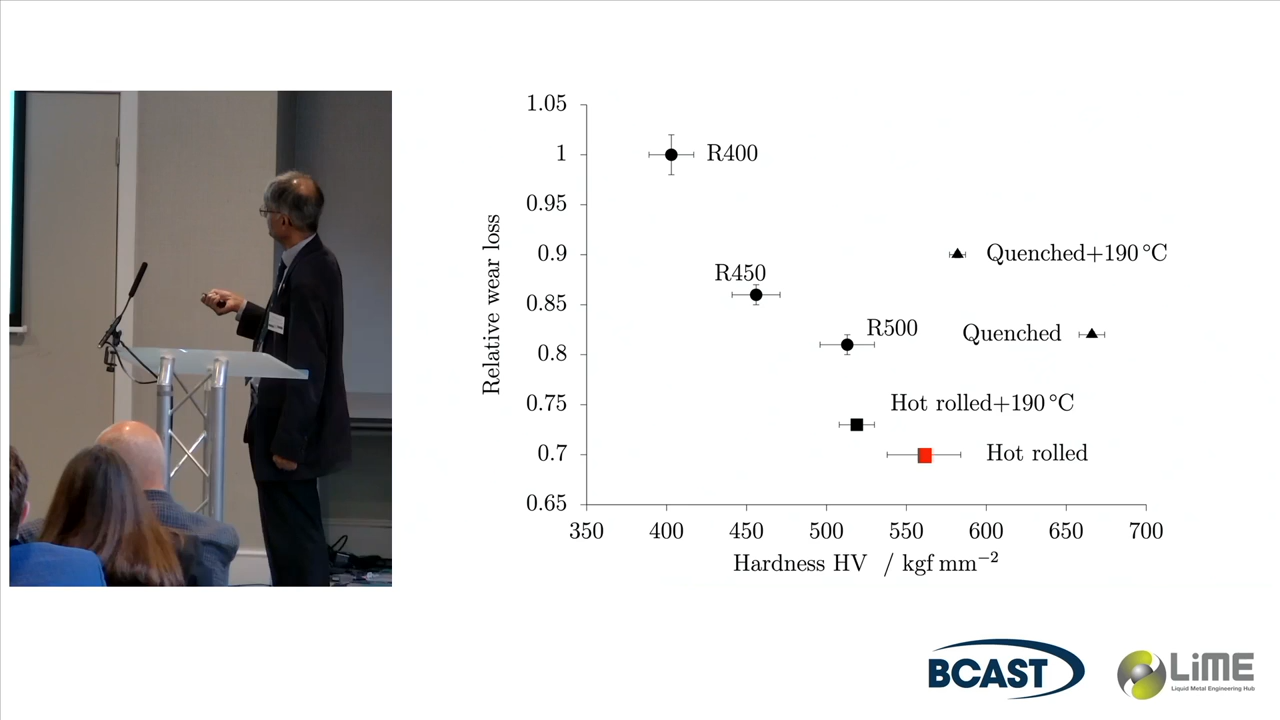 1.05
1
0.95
0.9
0.85
0.8
0.75
0.7
0.65
Relative wear loss
R400
Quenched+190 °C
R450
R500
Quenched
Hot rolled+190 °C
Hot rolled
350 400 450 500 550 600 650 700
Hardness HV / kgf mm⁻²
BCAST
LiME
Liquid Metal Engineering Hub